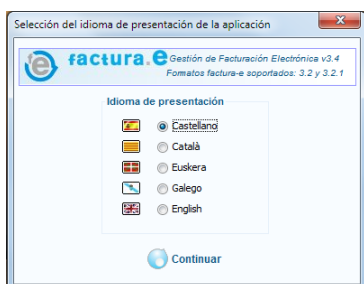 Selección del idioma de presentación de la aplicación
factura.e Gestión de Facturación Electrónica v3.4
Formatos factura-e soportados: 3.2 y 3.2.1
Idioma de presentación
Castellano
Català
Euskera
Galego
English
Continuar